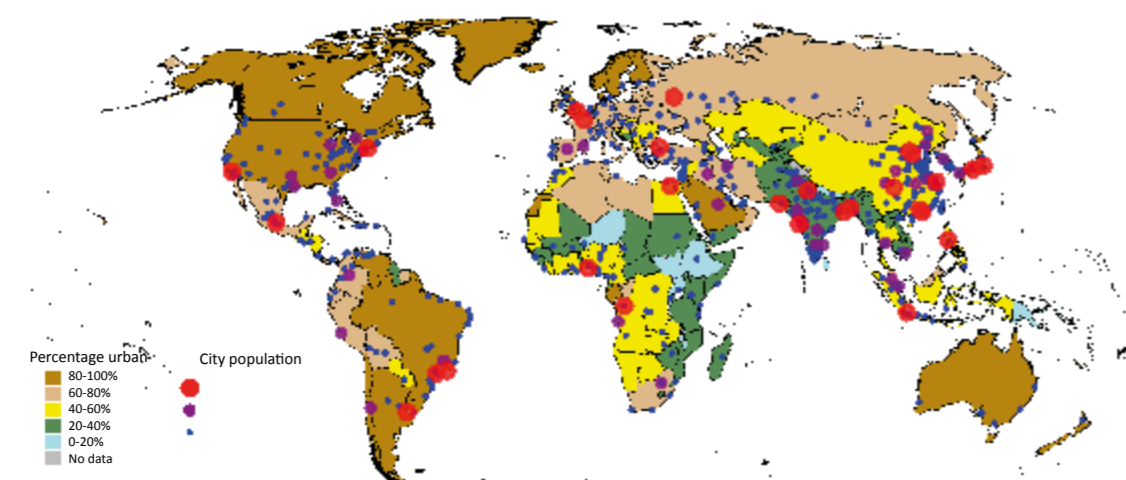 Percentage urban
80-100%
60-80%
40-60%
20-40%
0-20%
No data
City population